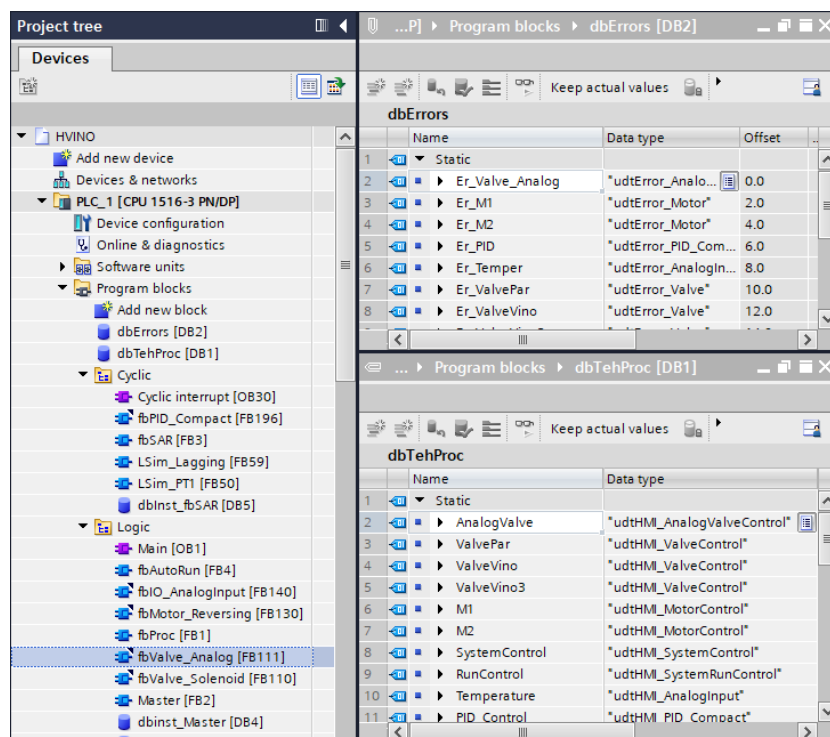 Project tree
Devices
HVINO
Add new device
Devices & networks
PLC_1 [CPU 1516-3 PN/DP]
Device configuration
Online & diagnostics
Software units
Program blocks
Add new block
dbErrors [DB2]
dbTehProc [DB1]
Cyclic
Cyclic interrupt [OB30]
fbPID_Compact [FB196]
fbSAR [FB3]
LSim_Lagging [FB59]
LSim_PT1 [FB50]
dbInst_fbSAR [DB5]
Logic
Main [OB1]
fbAutoRun [FB4]
fbIO_AnalogInput [FB140]
fbMotor_Reversing [FB130]
fbProc [FB1]
fbValve_Analog [FB111]
fbValve_Solenoid [FB110]
Master [FB2]
dbinst_Master [DB4]
...P] Program blocks dbErrors [DB2]
Keep actual values
dbErrors
Name Data type Offset ..
1 Static
2 Er_Valve_Analog "udtError_Analo... 0.0
3 Er_M1 "udtError_Motor" 2.0
4 Er_M2 "udtError_Motor" 4.0
5 Er_PID "udtError_PID_Com... 6.0
6 Er_Temper "udtError_AnalogIn... 8.0
7 Er_ValvePar "udtError_Valve" 10.0
8 Er_ValveVino "udtError_Valve" 12.0
... Program blocks dbTehProc [DB1]
Keep actual values
dbTehProc
Name Data type
1 Static
2 AnalogValve "udtHMI_AnalogValveControl"
3 ValvePar "udtHMI_ValveControl"
4 ValveVino "udtHMI_ValveControl"
5 ValveVino3 "udtHMI_ValveControl"
6 M1 "udtHMI_MotorControl"
7 M2 "udtHMI_MotorControl"
8 SystemControl "udtHMI_SystemControl"
9 RunControl "udtHMI_SystemRunControl"
10 Temperature "udtHMI_AnalogInput"
11 PID_Control "udtHMI_PID_Compact"